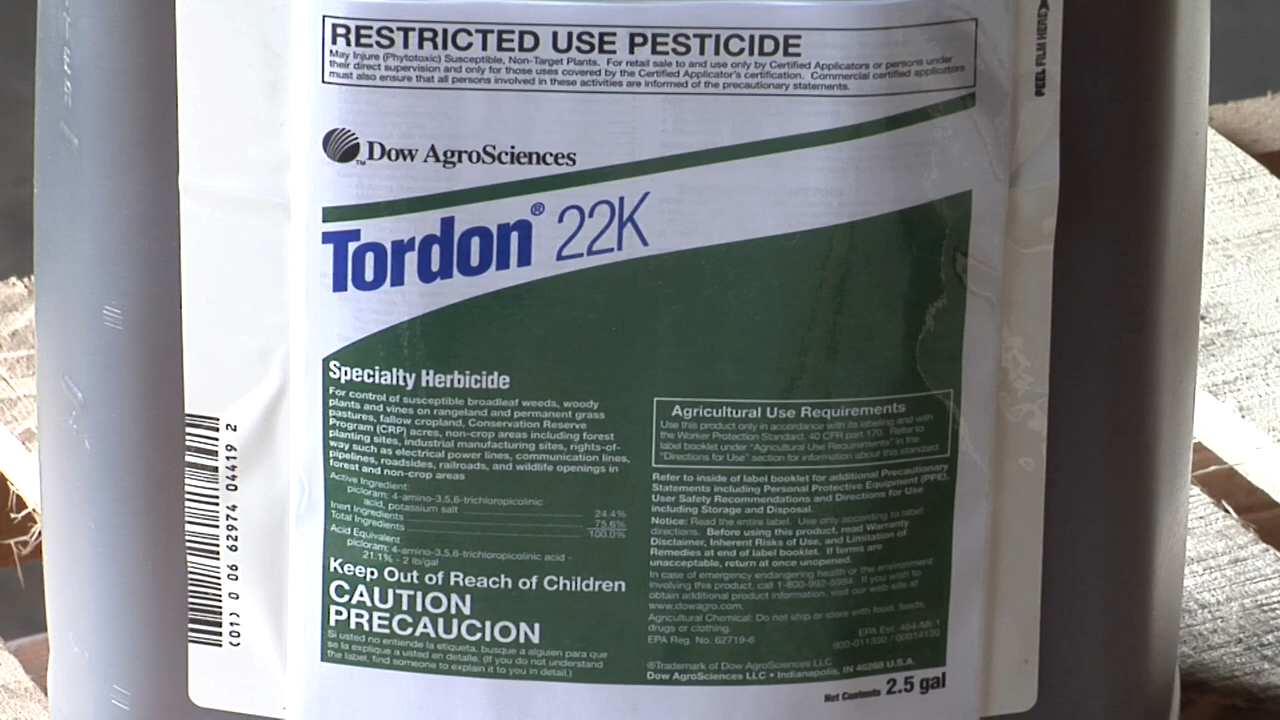 RESTRICTED USE PESTICIDE
May Injure (Phytotoxic) Susceptible, Non-Target Plants. For retail sale to and use only by Certified Applicators or persons under
their direct supervision and only for those uses covered by the Certified Applicator's certification. Commercial certified applicators
must also ensure that all persons involved in these activities are informed of the precautionary statements.
PEEL FILM HERE
™ Dow AgroSciences
Tordon® 22K
Specialty Herbicide
For control of susceptible broadleaf weeds, woody
plants and vines on rangeland and permanent grass
pastures, fallow cropland, Conservation Reserve
Program (CRP) acres, non-crop areas including forest
planting sites, industrial manufacturing sites, rights-of-
way such as electrical power lines, communication lines,
pipelines, roadsides, railroads, and wildlife openings in
forest and non-crop areas
Active Ingredient:
picloram: 4-amino-3,5,6-trichloropicolinic
acid, potassium salt 24.4%
Inert Ingredients 75.6%
Total Ingredients 100.0%
Acid Equivalent
picloram: 4-amino-3,5,6-trichloropicolinic acid -
21.1% - 2 lb/gal
Keep Out of Reach of Children
CAUTION
PRECAUCION
Si usted no entiende la etiqueta, busque a alguien para que
se la explique a usted en detalle. (If you do not understand
the label, find someone to explain it to you in detail.)
Agricultural Use Requirements
Use this product only in accordance with its labeling and with
the Worker Protection Standard, 40 CFR part 170. Refer to
label booklet under "Agricultural Use Requirements" in the
"Directions for Use" section for information about this standard.
Refer to inside of label booklet for additional Precautionary
Statements including Personal Protective Equipment (PPE),
User Safety Recommendations and Directions for Use
including Storage and Disposal.
Notice: Read the entire label. Use only according to label
directions. Before using this product, read Warranty
Disclaimer, Inherent Risks of Use, and Limitation of
Remedies at end of label booklet. If terms are
unacceptable, return at once unopened.
In case of emergency endangering health or the environment
involving this product, call 1-800-992-5994. If you wish to
obtain additional product information, visit our web site at
www.dowagro.com.
Agricultural Chemical: Do not ship or store with food, feeds,
drugs or clothing.
EPA Reg. No. 62719-6
EPA Est. 464-MI-1
900-011330 / 00014130
®Trademark of Dow AgroSciences LLC
Dow AgroSciences LLC • Indianapolis, IN 46268 U.S.A.
Net Contents 2.5 gal
(01) 0 06 62974 04419 2